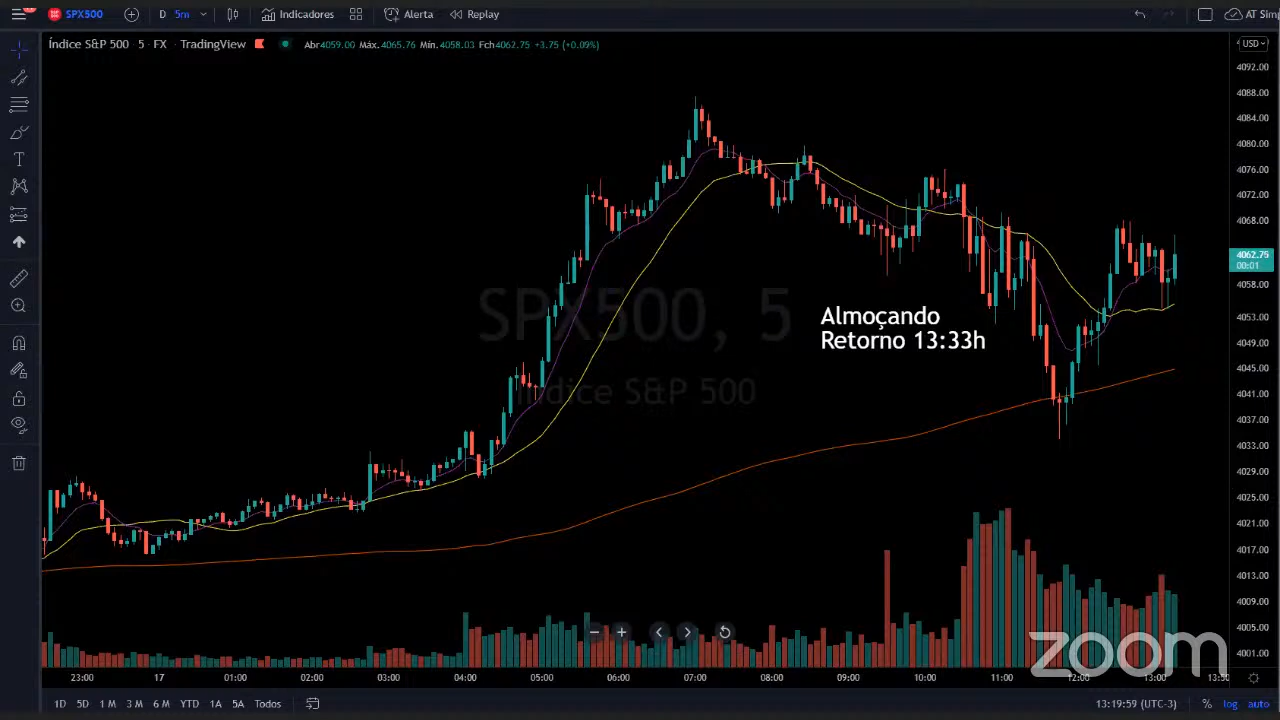 SPX500
D 5m
Indicadores
Alerta
Replay
AT Sim
Índice S&P 500 · 5 · FX · TradingView
Abr4059.00 Máx.4065.76 Mín.4058.03 Fch4062.75 +3.75 (+0.09%)
USD
4092.00
4088.00
4084.00
4080.00
4076.00
4072.00
4068.00
4062.75
00:01
4058.00
4053.00
4049.00
4045.00
4041.00
4037.00
4033.00
4029.00
4025.00
4021.00
4017.00
4013.00
4009.00
4005.00
4001.00
SPX500, 5
Índice S&P 500
Almoçando
Retorno 13:33h
zoom
23:00 17 01:00 02:00 03:00 04:00 05:00 06:00 07:00 08:00 09:00 10:00 11:00 12:00 13:00 13:50
1D 5D 1M 3M 6M YTD 1A 5A Todos
13:19:59 (UTC-3) % log auto